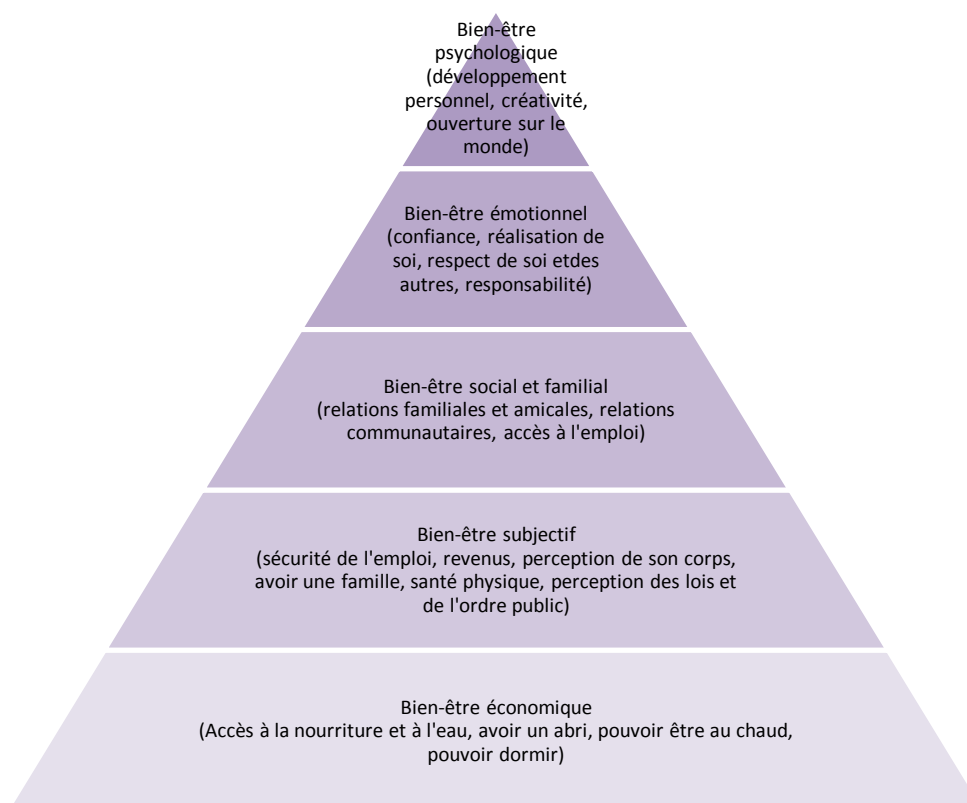 Bien-être
psychologique
(développement
personnel, créativité,
ouverture sur le
monde)
Bien-être émotionnel
(confiance, réalisation de
soi, respect de soi etdes
autres, responsabilité)
Bien-être social et familial
(relations familiales et amicales, relations
communautaires, accès à l'emploi)
Bien-être subjectif
(sécurité de l'emploi, revenus, perception de son corps,
avoir une famille, santé physique, perception des lois et
de l'ordre public)
Bien-être économique
(Accès à la nourriture et à l'eau, avoir un abri, pouvoir être au chaud,
pouvoir dormir)